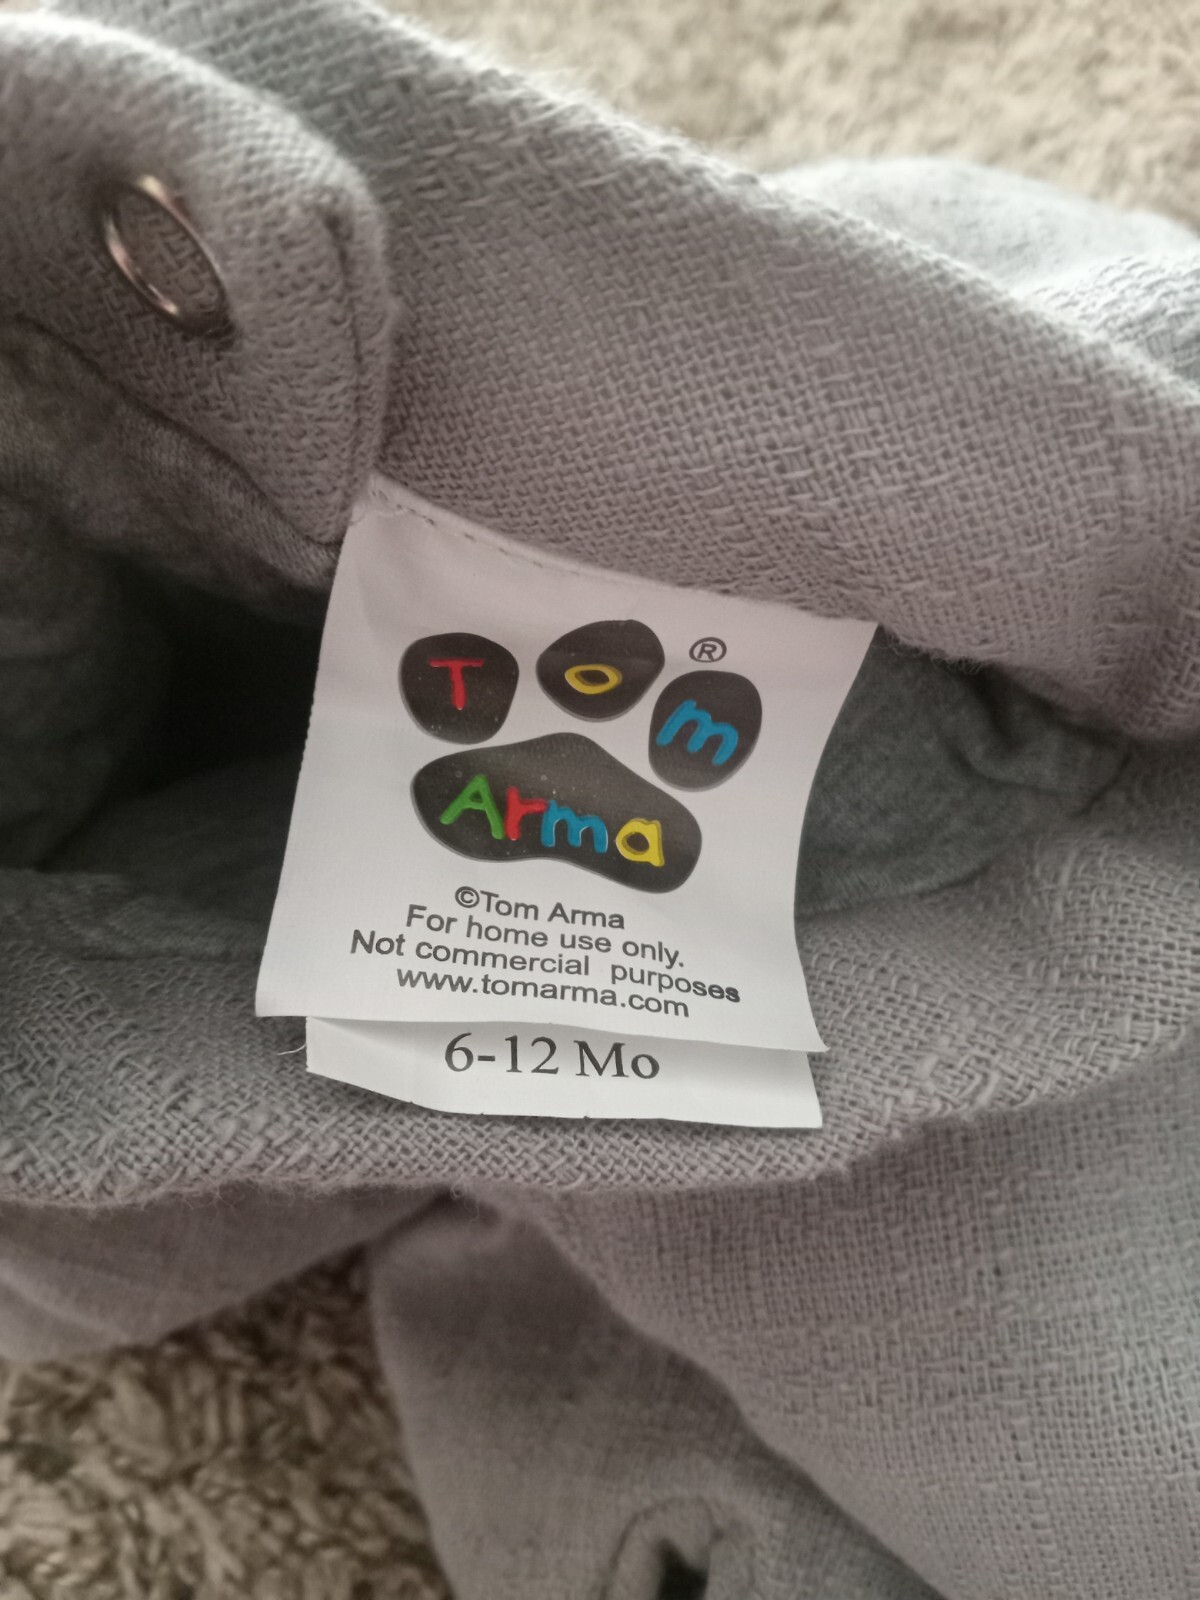 Tom
®
Arma
©Tom Arma
For home use only.
Not commercial purposes
www.tomarma.com
6-12 Mo